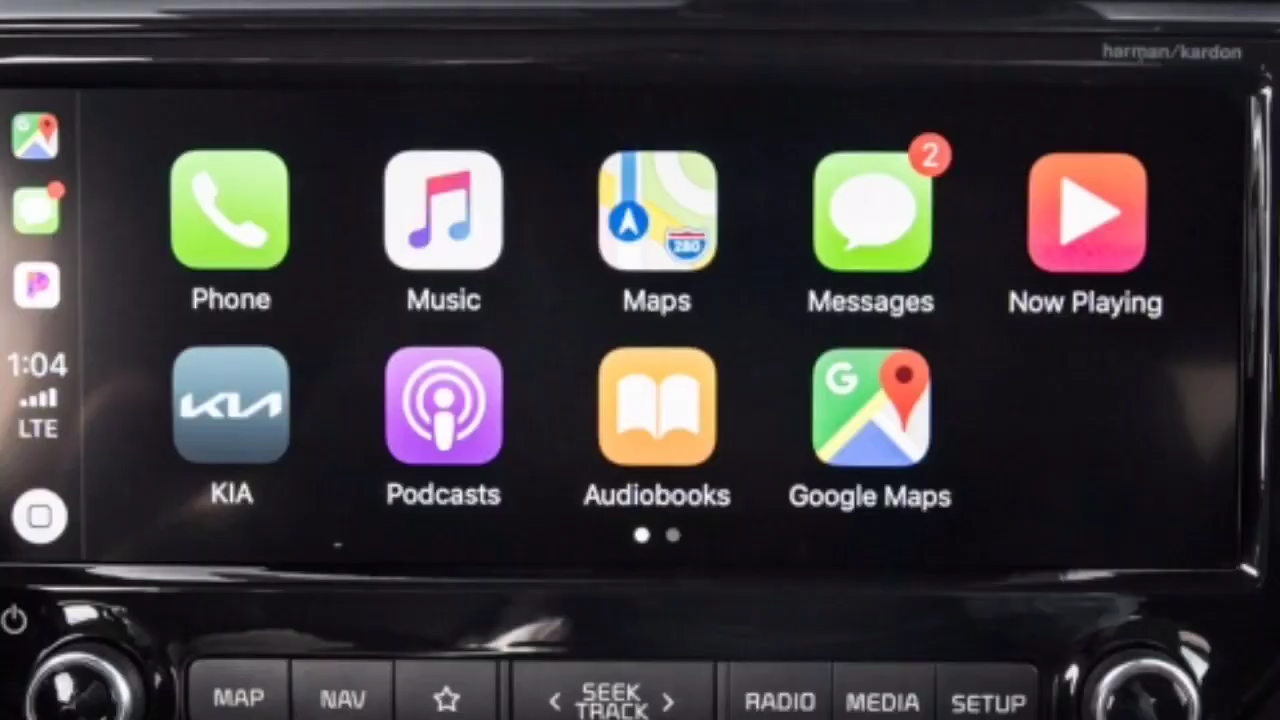 harman/kardon
Phone
Music
Maps
280
Messages
2
Now Playing
KIA
KIA
Podcasts
Audiobooks
G
Google Maps
1:04
LTE
MAP
NAV
< SEEK TRACK >
RADIO
MEDIA
SETUP